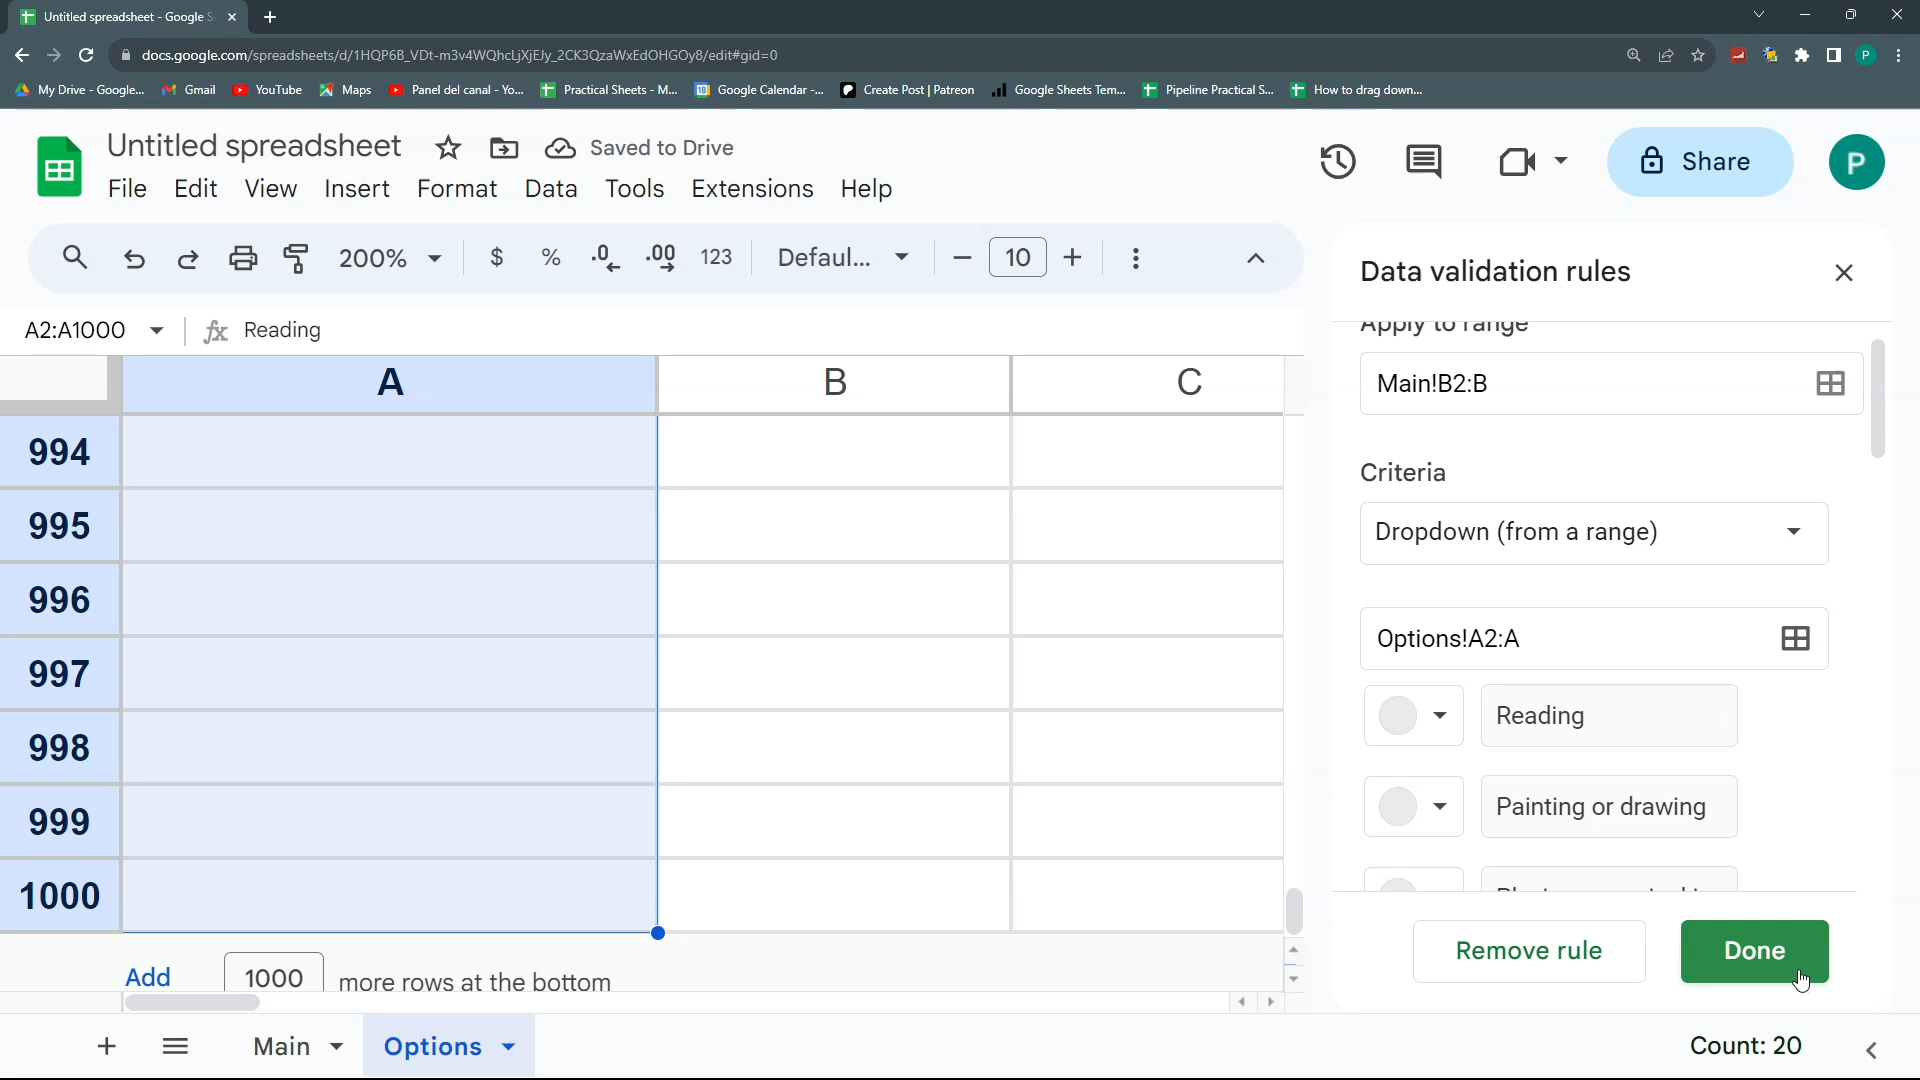 Untitled spreadsheet - Google S
docs.google.com/spreadsheets/d/1HQP6B_VDt-m3v4WQhcLjXjEJy_2CK3QzaWxEdOHGOy8/edit#gid=0
My Drive - Google... Gmail YouTube Maps Panel del canal - Yo... Practical Sheets - M... Google Calendar -... Create Post | Patreon Google Sheets Tem... Pipeline Practical S... How to drag down...
Untitled spreadsheet Saved to Drive
File Edit View Insert Format Data Tools Extensions Help
Share P
200% $ % .0 .00 123 Defaul... 10
Data validation rules
A2:A1000 Reading
Apply to range
Main!B2:B
A B C
994
995
996
997
998
999
1000
Criteria
Dropdown (from a range)
Options!A2:A
Reading
Painting or drawing
Remove rule Done
Add 1000 more rows at the bottom
Main Options
Count: 20